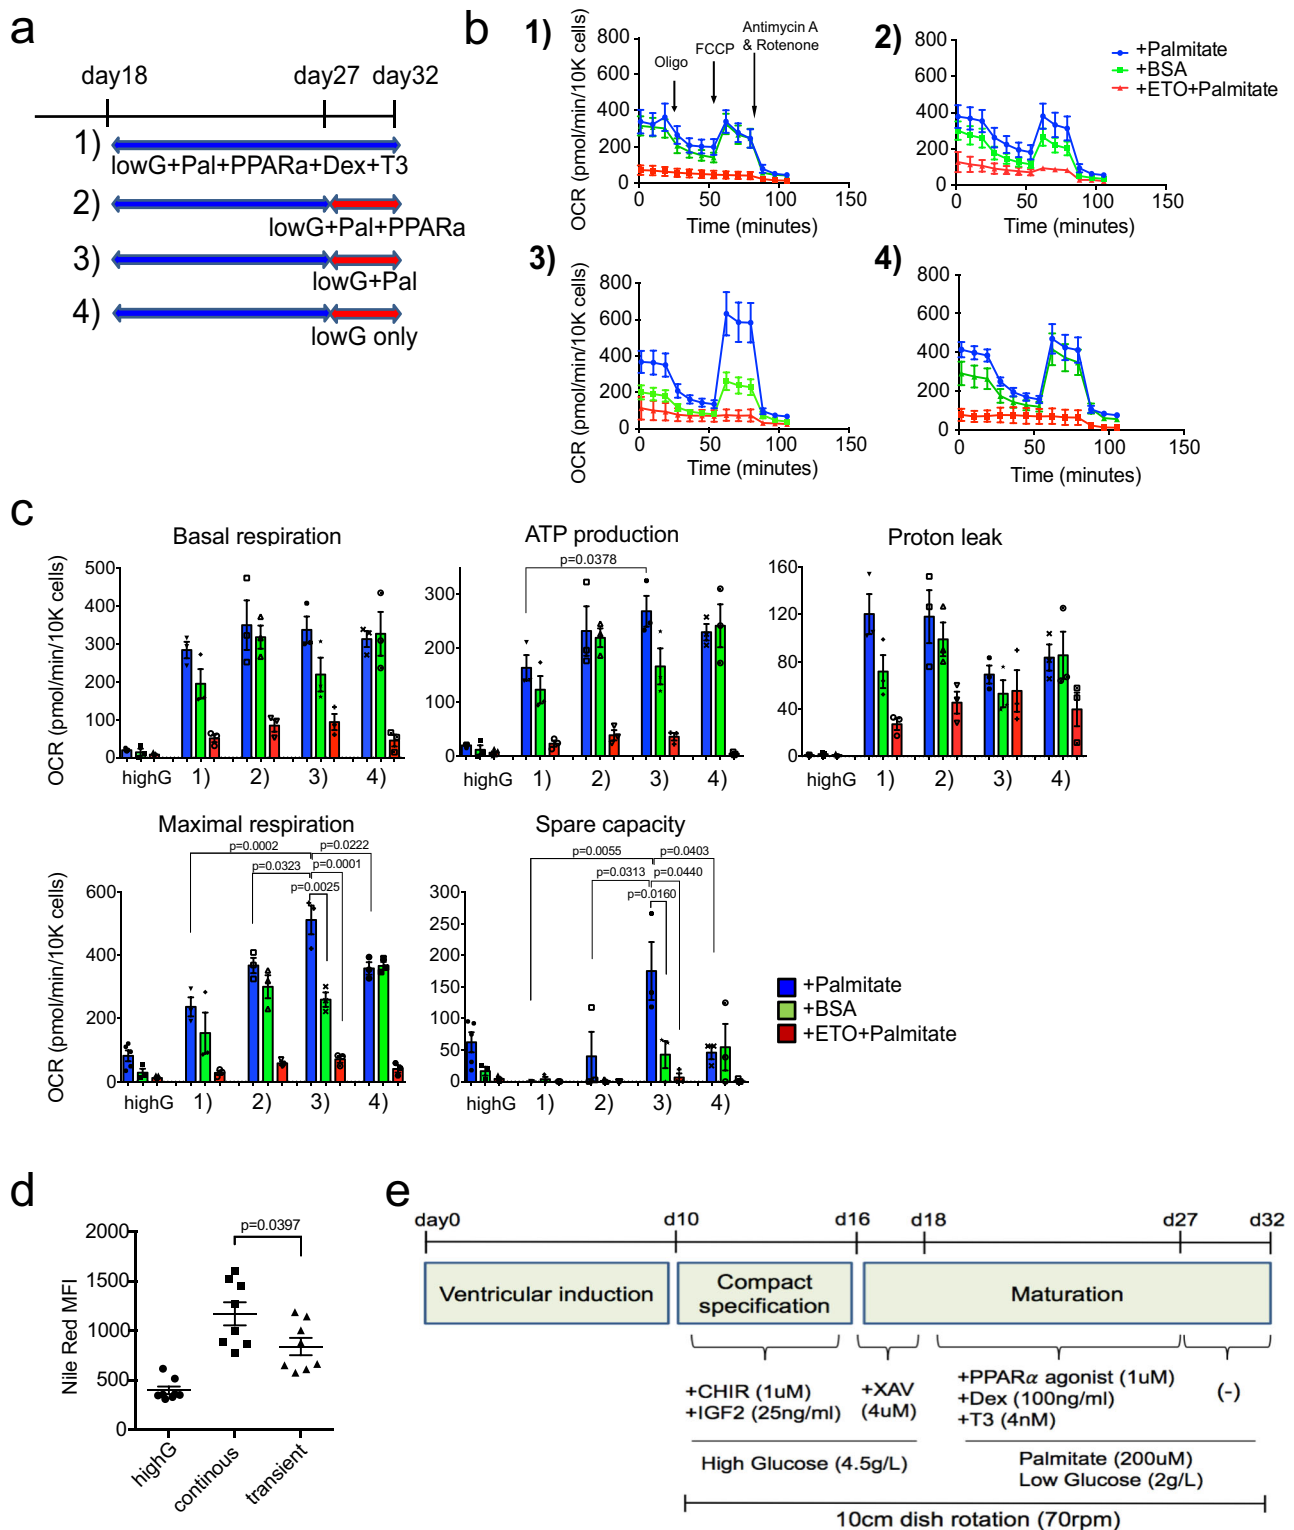 a
day18 day27 day32
1)
lowG+Pal+PPARa+Dex+T3
2)
lowG+Pal+PPARa
3)
lowG+Pal
4)
lowG only
b
1)
OCR (pmol/min/10K cells)
800
600
400
200
0
Oligo
FCCP
Antimycin A
& Rotenone
0 50 100 150
Time (minutes)
2)
800
600
400
200
0
+Palmitate
+BSA
+ETO+Palmitate
0 50 100 150
Time (minutes)
3)
OCR (pmol/min/10K cells)
800
600
400
200
0
0 50 100 150
Time (minutes)
4)
800
600
400
200
0
0 50 100 150
Time (minutes)
c
Basal respiration
OCR (pmol/min/10K cells)
500
400
300
200
100
0
highG 1) 2) 3) 4)
ATP production
p=0.0378
300
200
100
0
highG 1) 2) 3) 4)
Proton leak
160
120
80
40
0
highG 1) 2) 3) 4)
Maximal respiration
p=0.0002 p=0.0222
p=0.0323 p=0.0001
p=0.0025
OCR (pmol/min/10K cells)
600
400
200
0
highG 1) 2) 3) 4)
Spare capacity
p=0.0055 p=0.0403
p=0.0313 p=0.0440
p=0.0160
300
250
200
150
100
50
0
highG 1) 2) 3) 4)
+Palmitate
+BSA
+ETO+Palmitate
d
Nile Red MFI
2000
1500
1000
500
0
p=0.0397
highG
continous
transient
e
day0 d10 d16 d18 d27 d32
Ventricular induction
Compact
specification
Maturation
+CHIR (1uM)
+IGF2 (25ng/ml)
+XAV
(4uM)
+PPARα agonist (1uM)
+Dex (100ng/ml)
+T3 (4nM)
(-)
High Glucose (4.5g/L)
Palmitate (200uM)
Low Glucose (2g/L)
10cm dish rotation (70rpm)